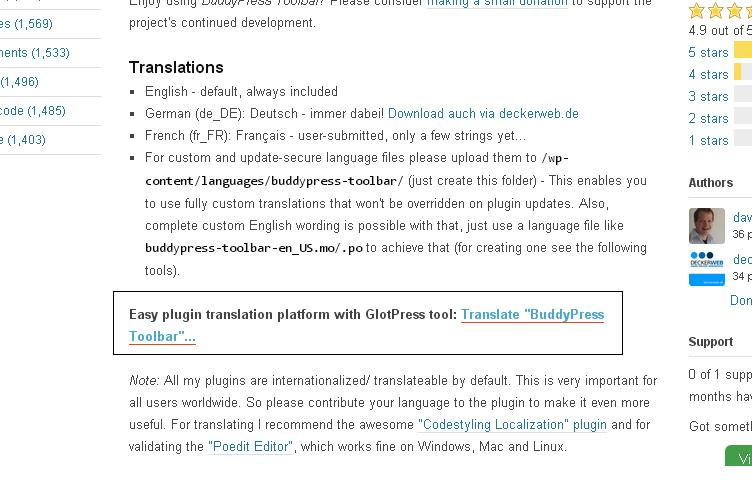 es (1,569)
ents (1,533)
(1,496)
code (1,485)
e (1,403)
Enjoy using BuddyPress Toolbar? Please consider making a small donation to support the
project's continued development.
Translations
English - default, always included
German (de_DE): Deutsch - immer dabei! Download auch via deckerweb.de
French (fr_FR): Français - user-submitted, only a few strings yet...
For custom and update-secure language files please upload them to /wp-
content/languages/buddypress-toolbar/ (just create this folder) - This enables you
to use fully custom translations that won't be overridden on plugin updates. Also,
complete custom English wording is possible with that, just use a language file like
buddypress-toolbar-en_US.mo/.po to achieve that (for creating one see the following
tools).
Easy plugin translation platform with GlotPress tool: Translate "BuddyPress
Toolbar"...
Note: All my plugins are internationalized/ translateable by default. This is very important for
all users worldwide. So please contribute your language to the plugin to make it even more
useful. For translating I recommend the awesome "Codestyling Localization" plugin and for
validating the "Poedit Editor", which works fine on Windows, Mac and Linux.
4.9 out of 5
5 stars
4 stars
3 stars
2 stars
1 stars
Authors
dav
36 p
DECKERWEB
dec
34 p
Don
Support
0 of 1 supp
months hav
Got someth
Vi